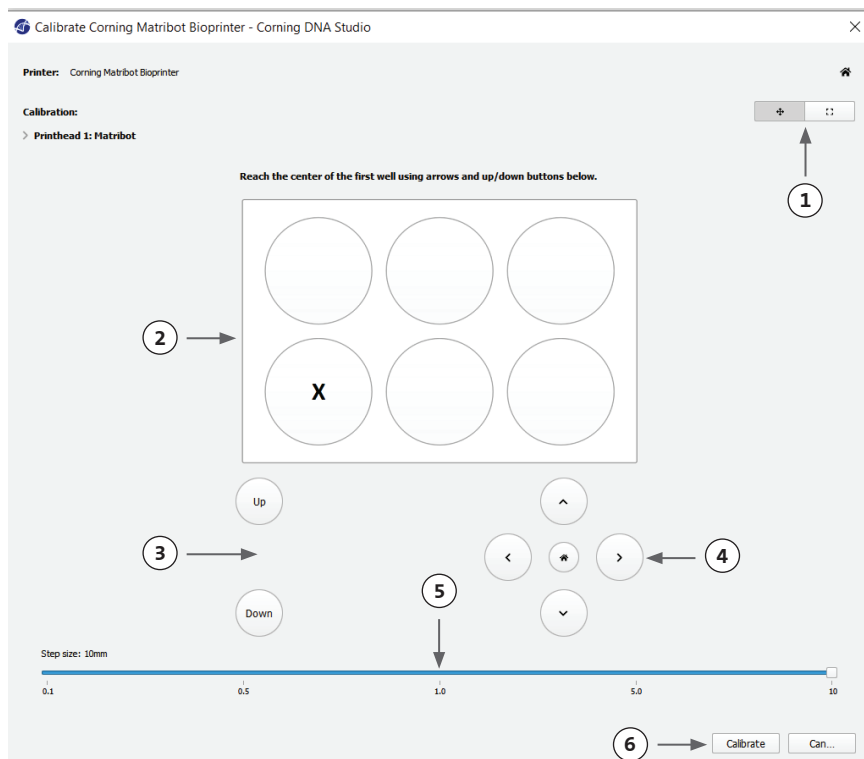 Calibrate Corning Matribot Bioprinter - Corning DNA Studio
Printer: Corning Matribot Bioprinter
Calibration:
Printhead 1: Matribot
1
Reach the center of the first well using arrows and up/down buttons below.
2
X
Up
3
4
5
Down
Step size: 10mm
0.1 0.5 1.0 5.0 10
6 Calibrate Can...